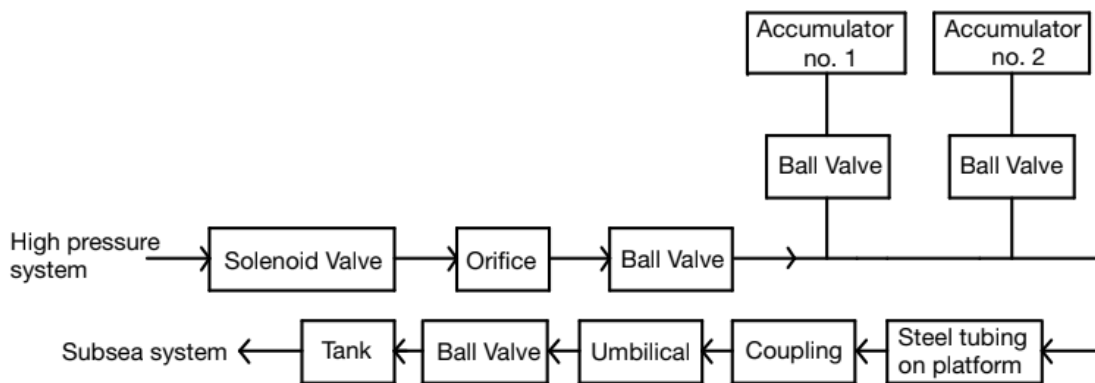 Accumulator
no. 1
Accumulator
no. 2
Ball Valve
Ball Valve
High pressure
system
Solenoid Valve
Orifice
Ball Valve
Subsea system
Tank
Ball Valve
Umbilical
Coupling
Steel tubing
on platform